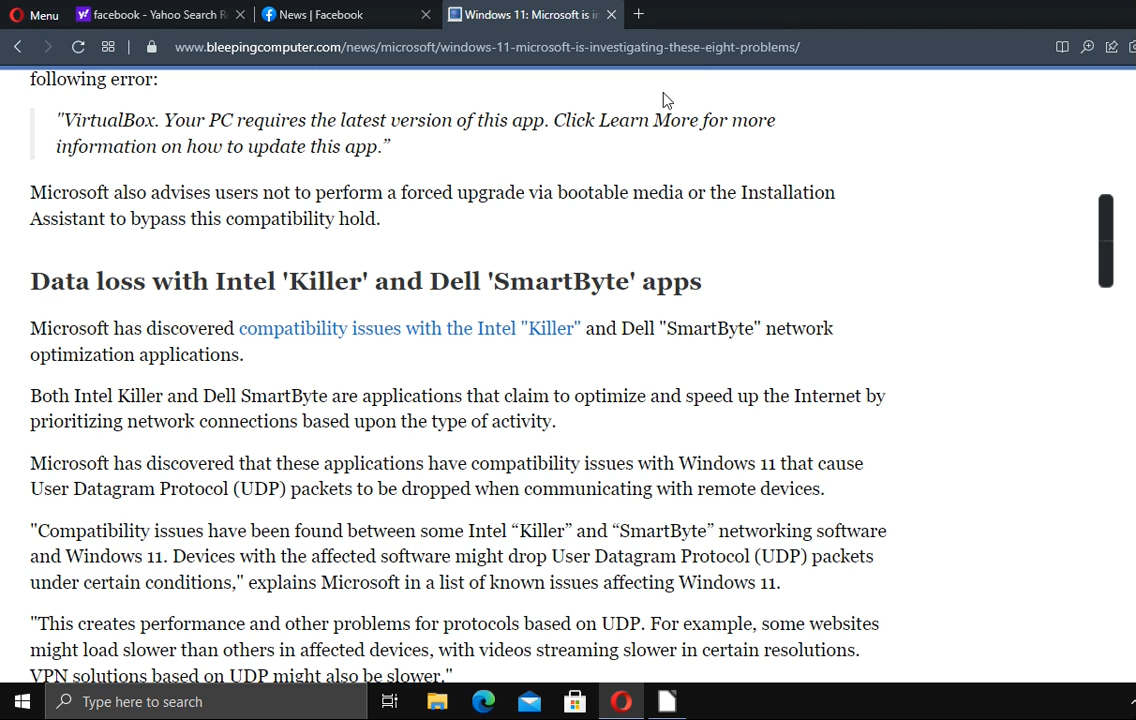 Menu
facebook - Yahoo Search R
News | Facebook
Windows 11: Microsoft is in
www.bleepingcomputer.com/news/microsoft/windows-11-microsoft-is-investigating-these-eight-problems/
following error:
"VirtualBox. Your PC requires the latest version of this app. Click Learn More for more
information on how to update this app.”
Microsoft also advises users not to perform a forced upgrade via bootable media or the Installation
Assistant to bypass this compatibility hold.
Data loss with Intel 'Killer' and Dell 'SmartByte' apps
Microsoft has discovered compatibility issues with the Intel "Killer" and Dell "SmartByte" network
optimization applications.
Both Intel Killer and Dell SmartByte are applications that claim to optimize and speed up the Internet by
prioritizing network connections based upon the type of activity.
Microsoft has discovered that these applications have compatibility issues with Windows 11 that cause
User Datagram Protocol (UDP) packets to be dropped when communicating with remote devices.
"Compatibility issues have been found between some Intel “Killer” and “SmartByte” networking software
and Windows 11. Devices with the affected software might drop User Datagram Protocol (UDP) packets
under certain conditions," explains Microsoft in a list of known issues affecting Windows 11.
"This creates performance and other problems for protocols based on UDP. For example, some websites
might load slower than others in affected devices, with videos streaming slower in certain resolutions.
VPN solutions based on UDP might also be slower."
Type here to search